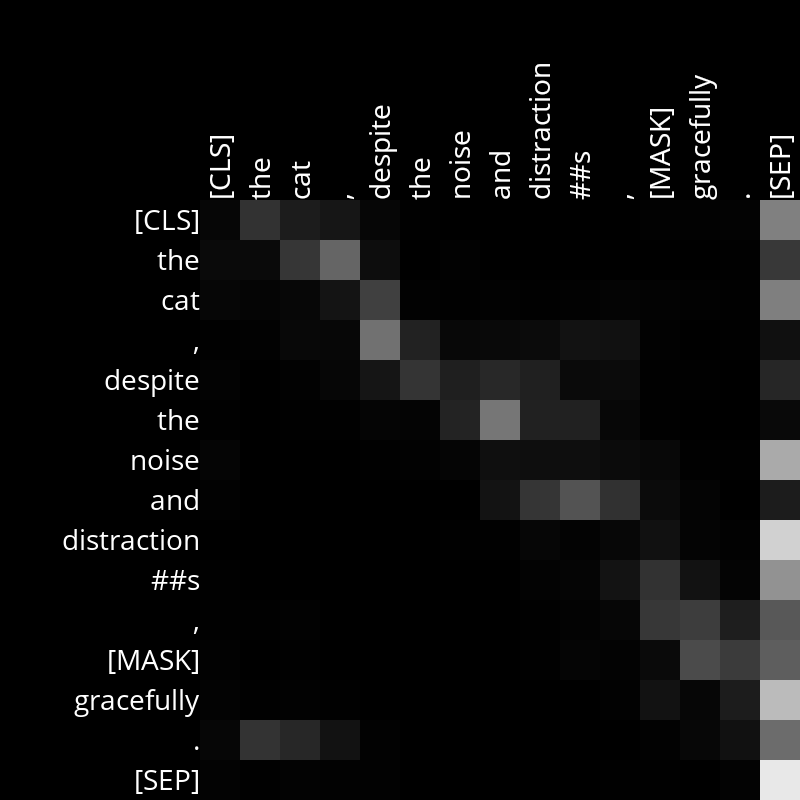 [CLS]
the
cat
,
despite
the
noise
and
distraction
##s
,
[MASK]
gracefully
.
[SEP]
[CLS]
the
cat
,
despite
the
noise
and
distraction
##s
,
[MASK]
gracefully
.
[SEP]